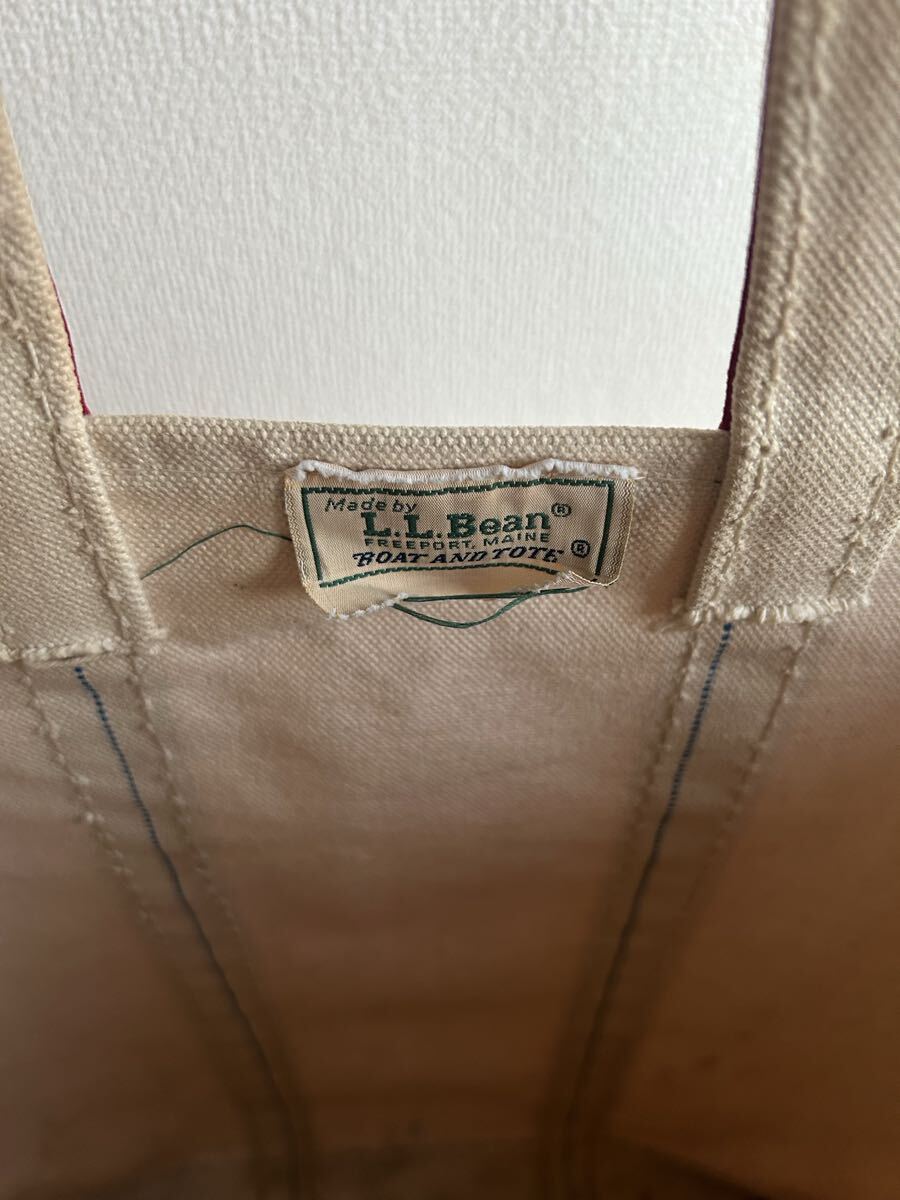 Made by
L.L.Bean®
FREEPORT, MAINE
BOAT AND TOTE ®